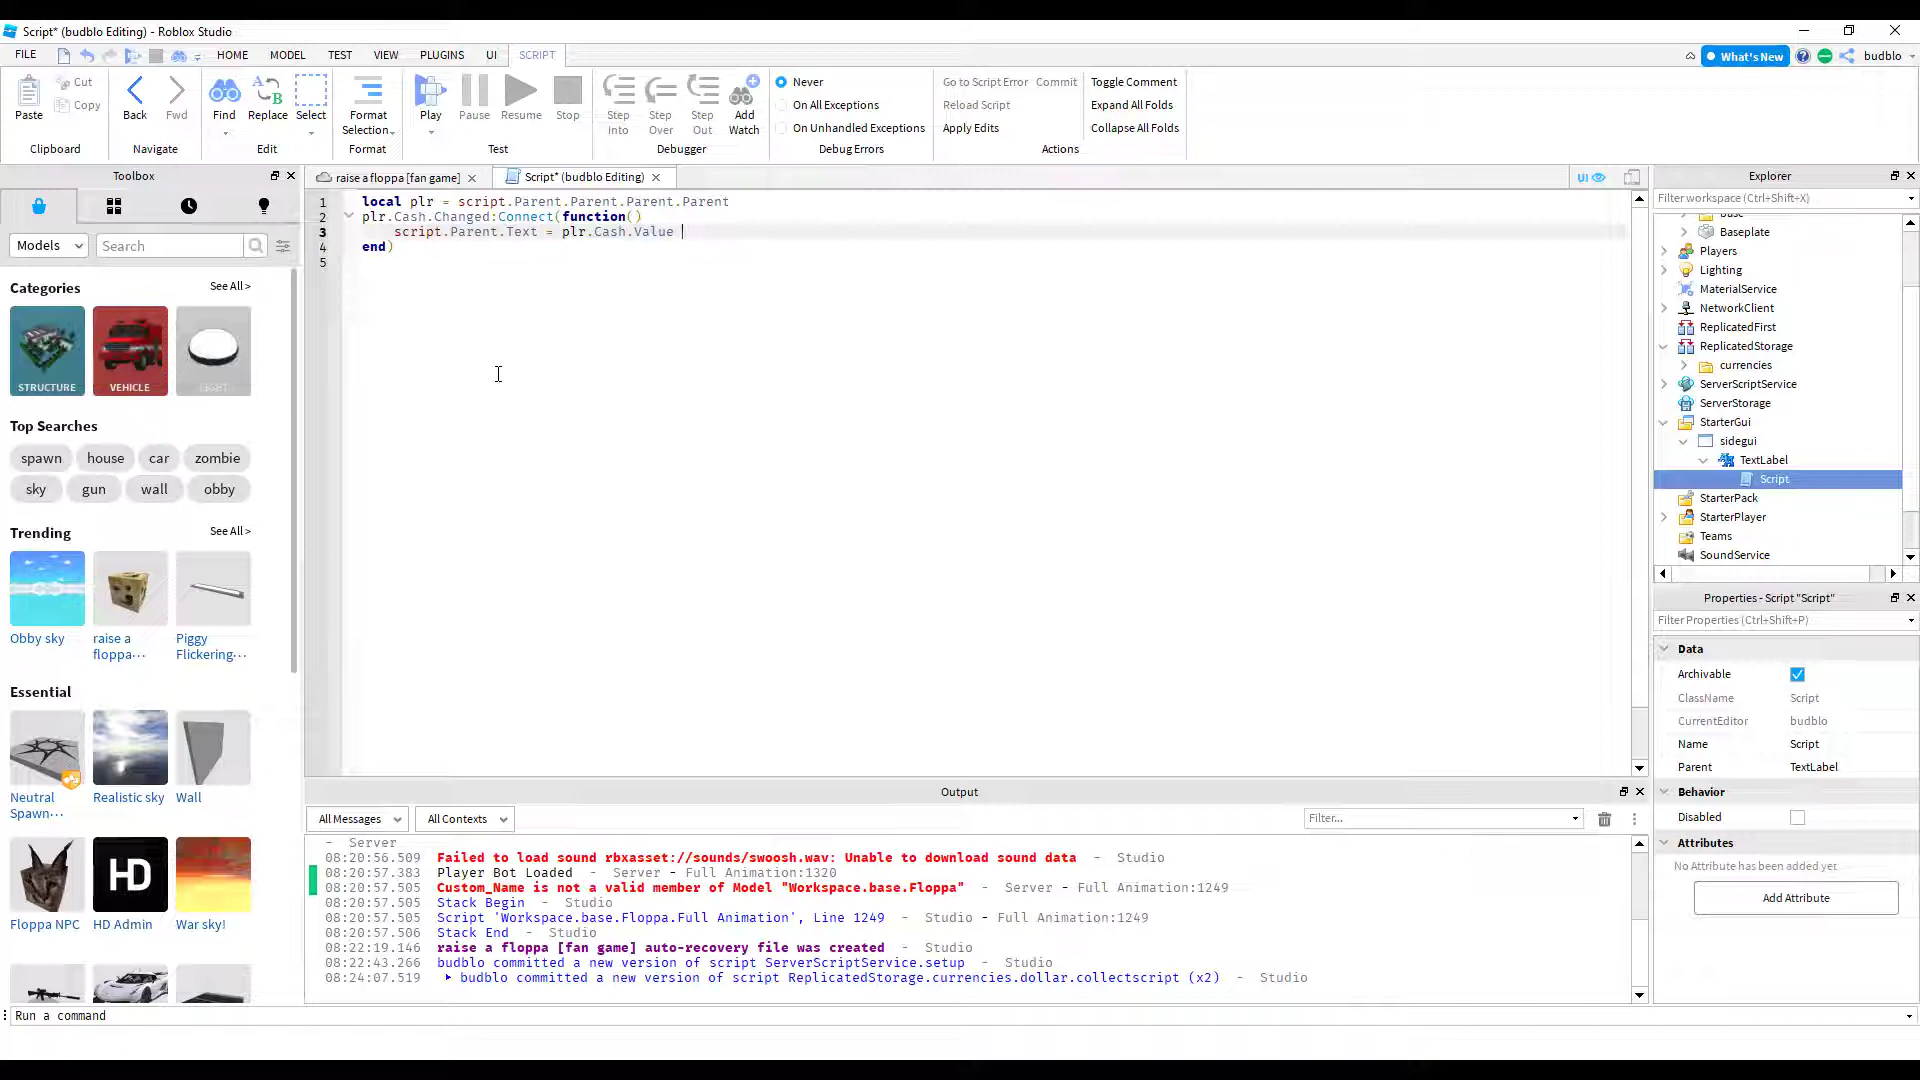 Script* (budblo Editing) - Roblox Studio
FILE
HOME
MODEL
TEST
VIEW
PLUGINS
UI
SCRIPT
What's New
budblo
Paste
Cut
Copy
Clipboard
Back
Fwd
Navigate
Find
Replace
Select
Edit
Format
Selection
Format
Play
Pause
Resume
Stop
Test
Step
Into
Step
Over
Step
Out
Add
Watch
Debugger
Never
On All Exceptions
On Unhandled Exceptions
Debug Errors
Go to Script Error
Commit
Reload Script
Apply Edits
Toggle Comment
Expand All Folds
Collapse All Folds
Actions
Toolbox
Models
Search
Categories
See All >
STRUCTURE
VEHICLE
LIGHT
Top Searches
spawn
house
car
zombie
sky
gun
wall
obby
Trending
See All >
Obby sky
raise a
floppa...
Piggy
Flickering...
Essential
Neutral
Spawn...
Realistic sky
Wall
HD
Floppa NPC
HD Admin
War sky!
raise a floppa [fan game]
Script* (budblo Editing)
UI
1 local plr = script.Parent.Parent.Parent.Parent
2 plr.Cash.Changed:Connect(function()
3 script.Parent.Text = plr.Cash.Value
4 end)
5
Output
All Messages
All Contexts
Filter...
- Server
08:20:56.509 Failed to load sound rbxasset://sounds/swoosh.wav: Unable to download sound data - Studio
08:20:57.383 Player Bot Loaded - Server - Full Animation:1320
08:20:57.505 Custom_Name is not a valid member of Model "Workspace.base.Floppa" - Server - Full Animation:1249
08:20:57.505 Stack Begin - Studio
08:20:57.505 Script 'Workspace.base.Floppa.Full Animation', Line 1249 - Studio - Full Animation:1249
08:20:57.506 Stack End - Studio
08:22:19.146 raise a floppa [fan game] auto-recovery file was created - Studio
08:22:43.266 budblo committed a new version of script ServerScriptService.setup - Studio
08:24:07.519 budblo committed a new version of script ReplicatedStorage.currencies.dollar.collectscript (x2) - Studio
Run a command
Explorer
Filter workspace (Ctrl+Shift+X)
base
Baseplate
Players
Lighting
MaterialService
NetworkClient
ReplicatedFirst
ReplicatedStorage
currencies
ServerScriptService
ServerStorage
StarterGui
sidegui
TextLabel
Script
StarterPack
StarterPlayer
Teams
SoundService
Properties - Script "Script"
Filter Properties (Ctrl+Shift+P)
Data
Archivable
ClassName Script
CurrentEditor budblo
Name Script
Parent TextLabel
Behavior
Disabled
Attributes
No Attribute has been added yet
Add Attribute